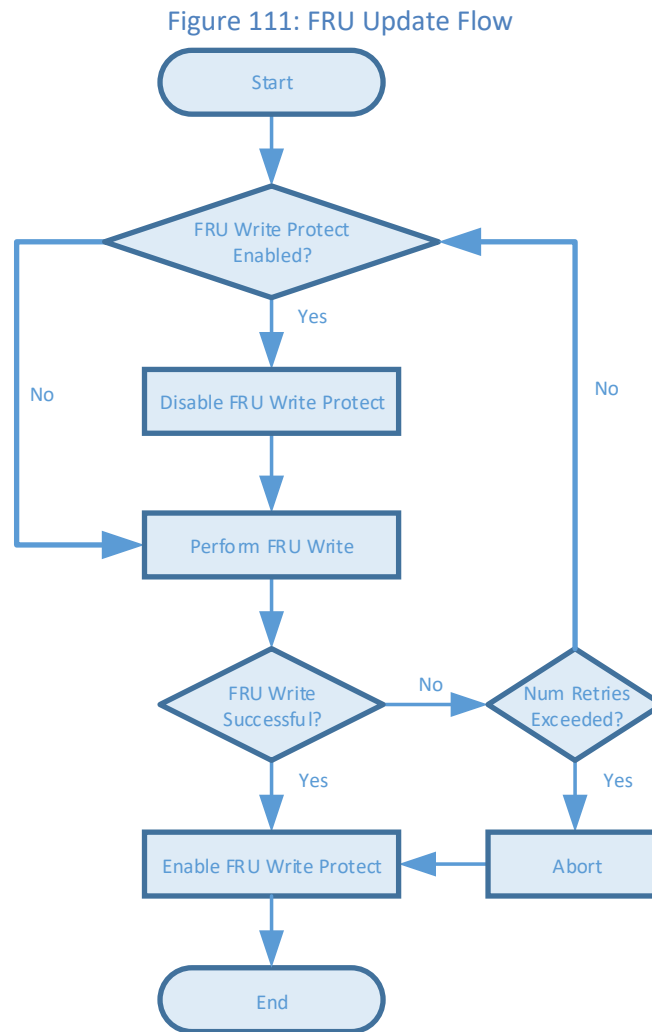 Figure 111: FRU Update Flow
Start
FRU Write Protect
Enabled?
Yes
No
No
Disable FRU Write Protect
Perform FRU Write
FRU Write
Successful?
No
Num Retries
Exceeded?
Yes
Yes
Enable FRU Write Protect
Abort
End